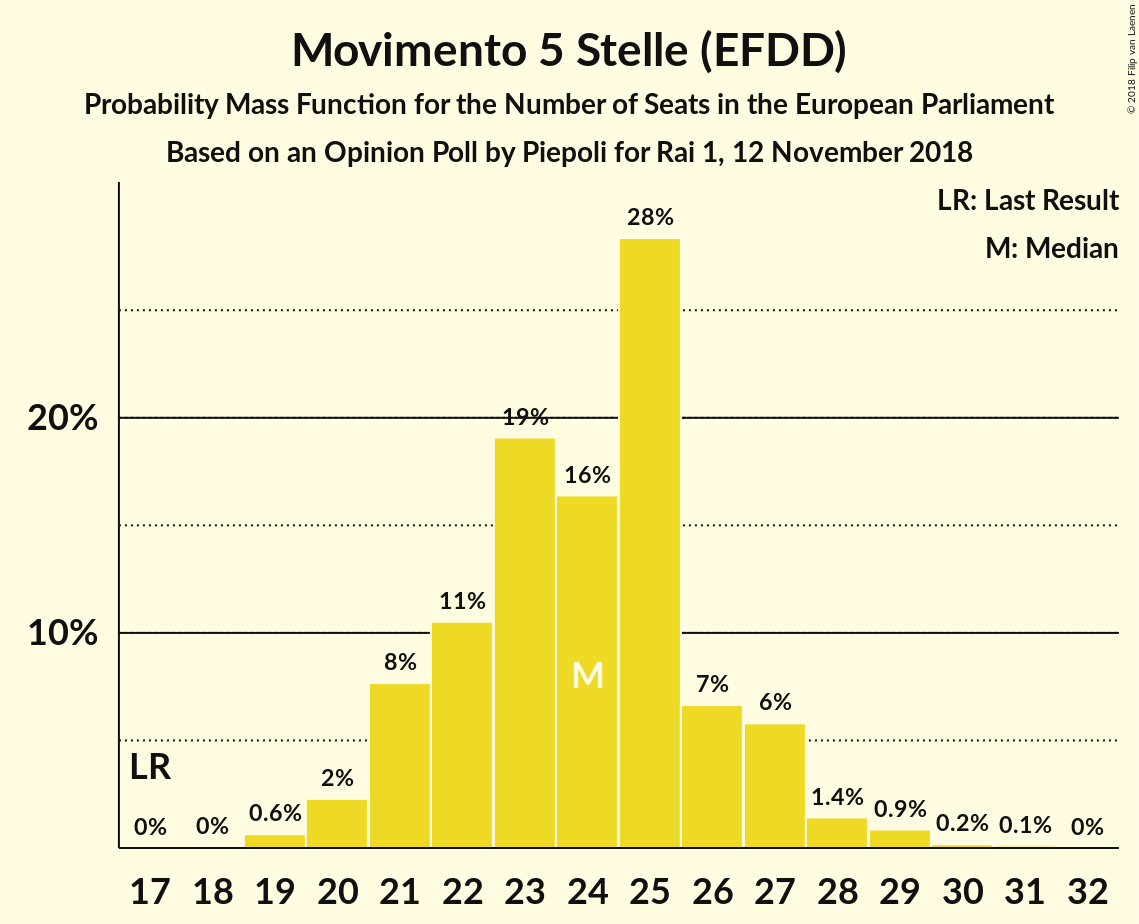 Movimento 5 Stelle (EFDD)
Probability Mass Function for the Number of Seats in the European Parliament
Based on an Opinion Poll by Piepoli for Rai 1, 12 November 2018
© 2018 Filip van Laenen
LR: Last Result
M: Median
28%
20%
19%
16%
11%
10%
8%
M
7%
6%
LR
2%
1.4%
0.6%
0.9%
0.2%
0.1%
0%
0%
0%
17 18 19 20 21 22 23 24 25 26 27 28 29 30 31 32